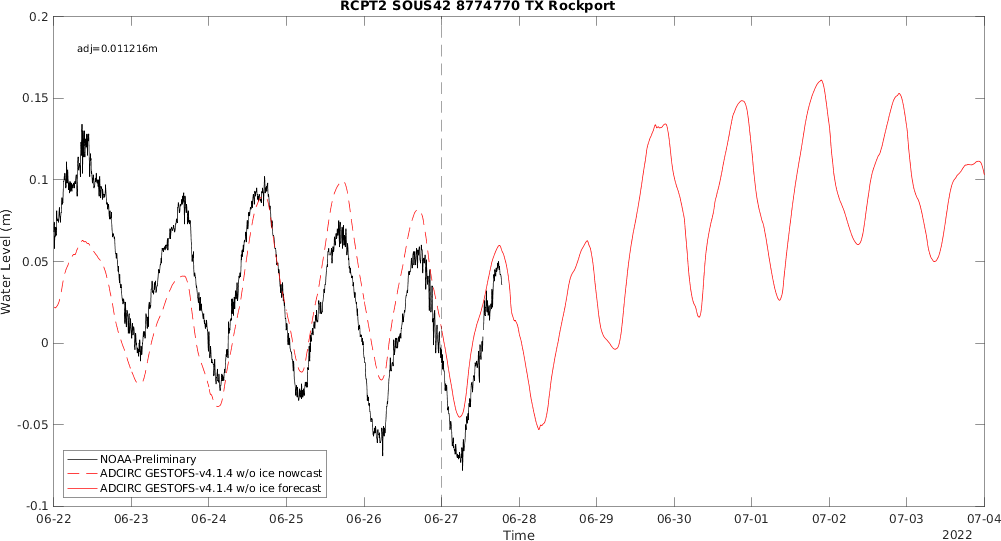 RCPT2 SOUS42 8774770 TX Rockport
adj=0.011216m
0.2
0.15
0.1
0.05
0
-0.05
-0.1
Water Level (m)
NOAA-Preliminary
ADCIRC GESTOFS-v4.1.4 w/o ice nowcast
ADCIRC GESTOFS-v4.1.4 w/o ice forecast
06-22 06-23 06-24 06-25 06-26 06-27 06-28 06-29 06-30 07-01 07-02 07-03 07-04
Time
2022